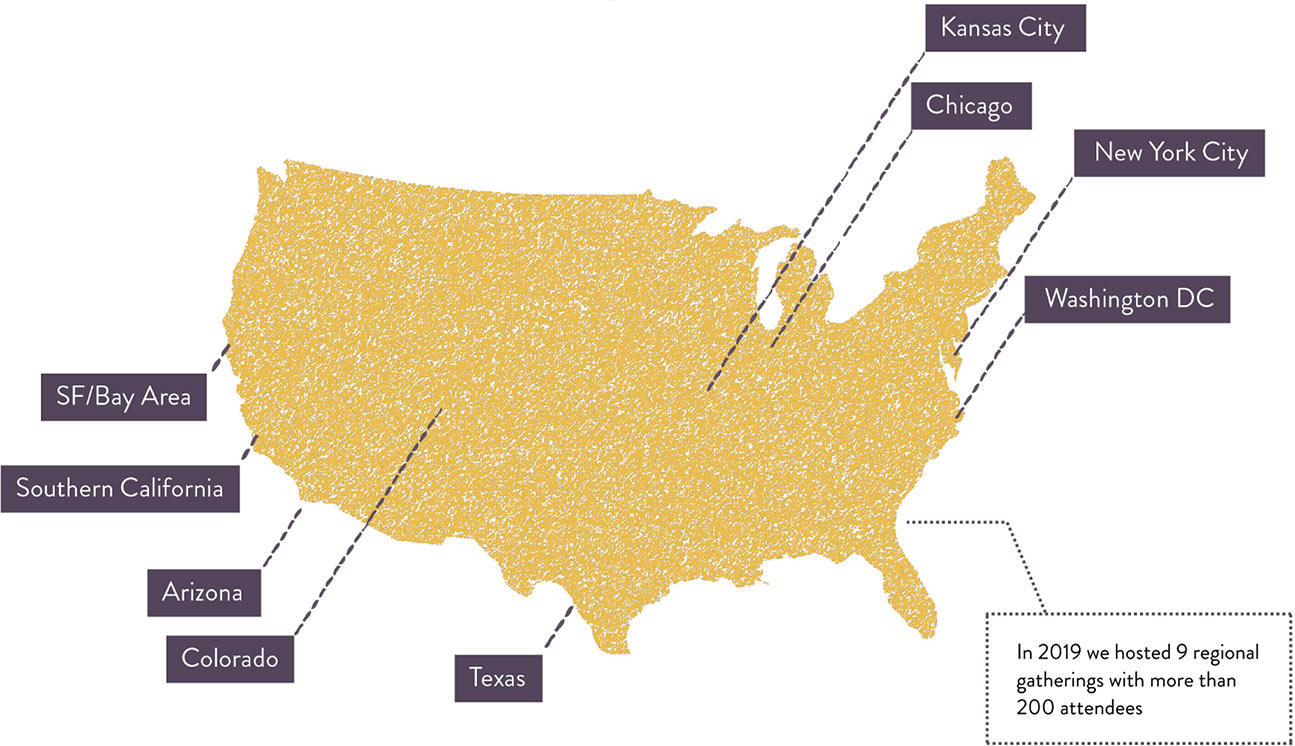 Kansas City
Chicago
New York City
Washington DC
SF/Bay Area
Southern California
Arizona
Colorado
Texas
In 2019 we hosted 9 regional
gatherings with more than
200 attendees